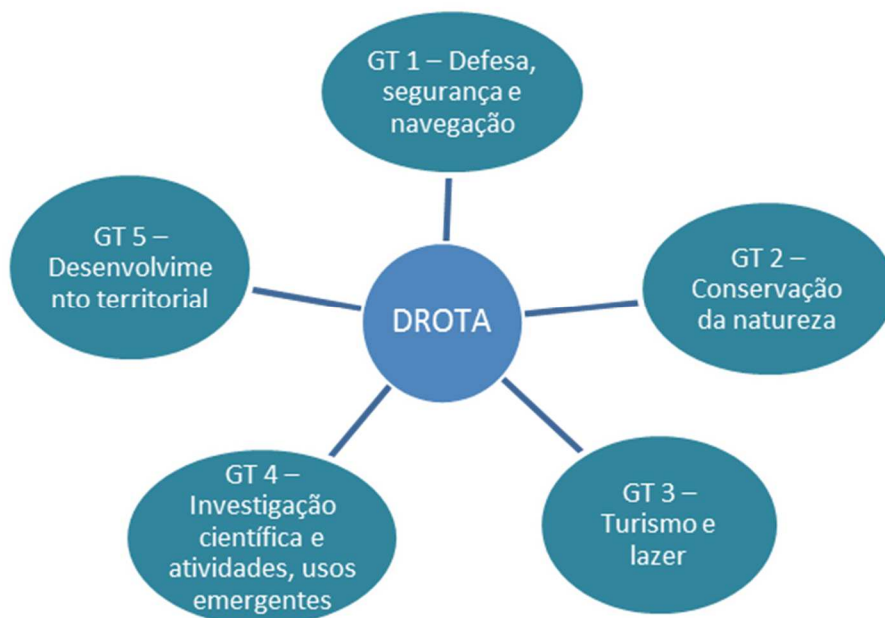 GT 1 – Defesa,
segurança e
navegação
GT 5 –
Desenvolvime
nto territorial
GT 2 –
Conservação
da natureza
DROTA
GT 4 –
Investigação
científica e
atividades, usos
emergentes
GT 3 –
Turismo e
lazer